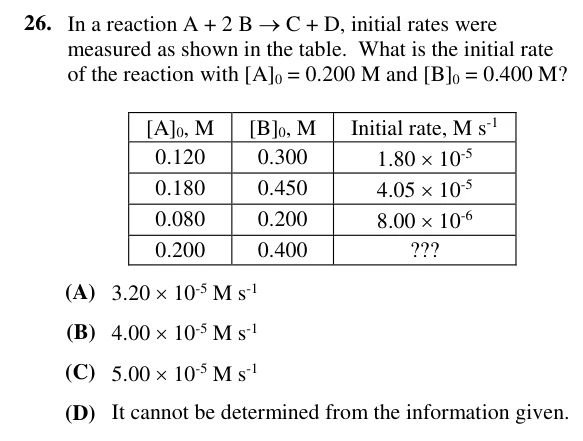 26. In a reaction A + 2 B → C + D, initial rates were
measured as shown in the table. What is the initial rate
of the reaction with [A]₀ = 0.200 M and [B]₀ = 0.400 M?
[A]₀, M [B]₀, M Initial rate, M s⁻¹
0.120 0.300 1.80 × 10⁻⁵
0.180 0.450 4.05 × 10⁻⁵
0.080 0.200 8.00 × 10⁻⁶
0.200 0.400 ???
(A) 3.20 × 10⁻⁵ M s⁻¹
(B) 4.00 × 10⁻⁵ M s⁻¹
(C) 5.00 × 10⁻⁵ M s⁻¹
(D) It cannot be determined from the information given.